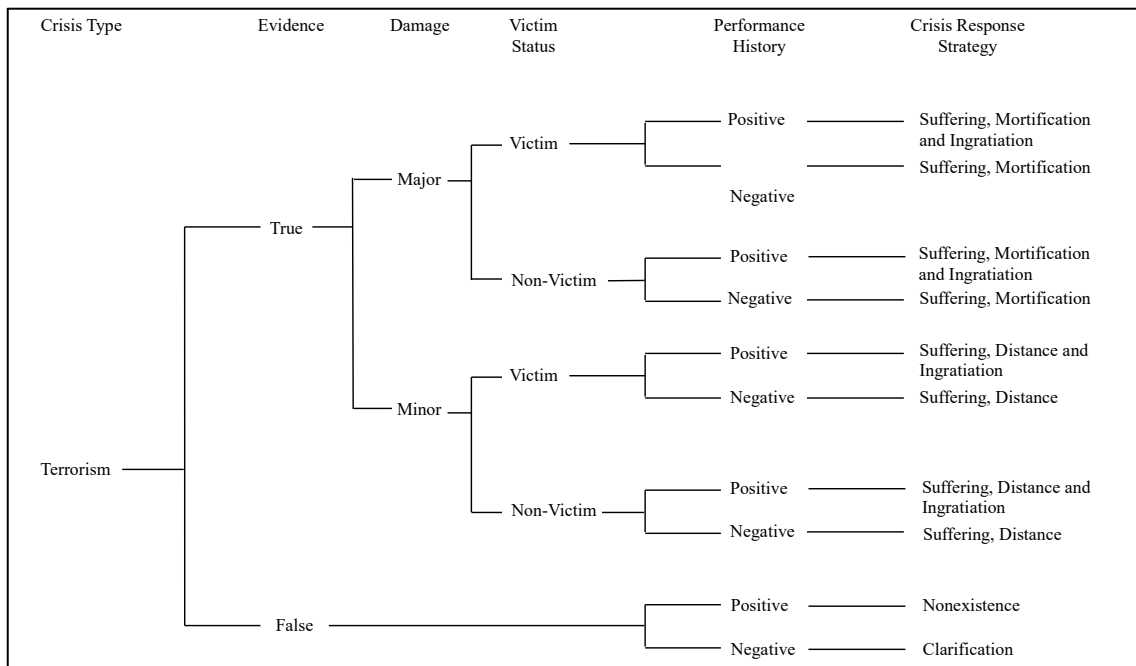 Crisis Type Evidence Damage Victim Status Performance History Crisis Response Strategy
Positive Suffering, Mortification and Ingratiation
Victim
Suffering, Mortification
Major
Negative
True
Positive Suffering, Mortification and Ingratiation
Non-Victim
Negative Suffering, Mortification
Positive Suffering, Distance and Ingratiation
Victim
Negative Suffering, Distance
Minor
Terrorism
Positive Suffering, Distance and Ingratiation
Non-Victim
Negative Suffering, Distance
Positive Nonexistence
False
Negative Clarification